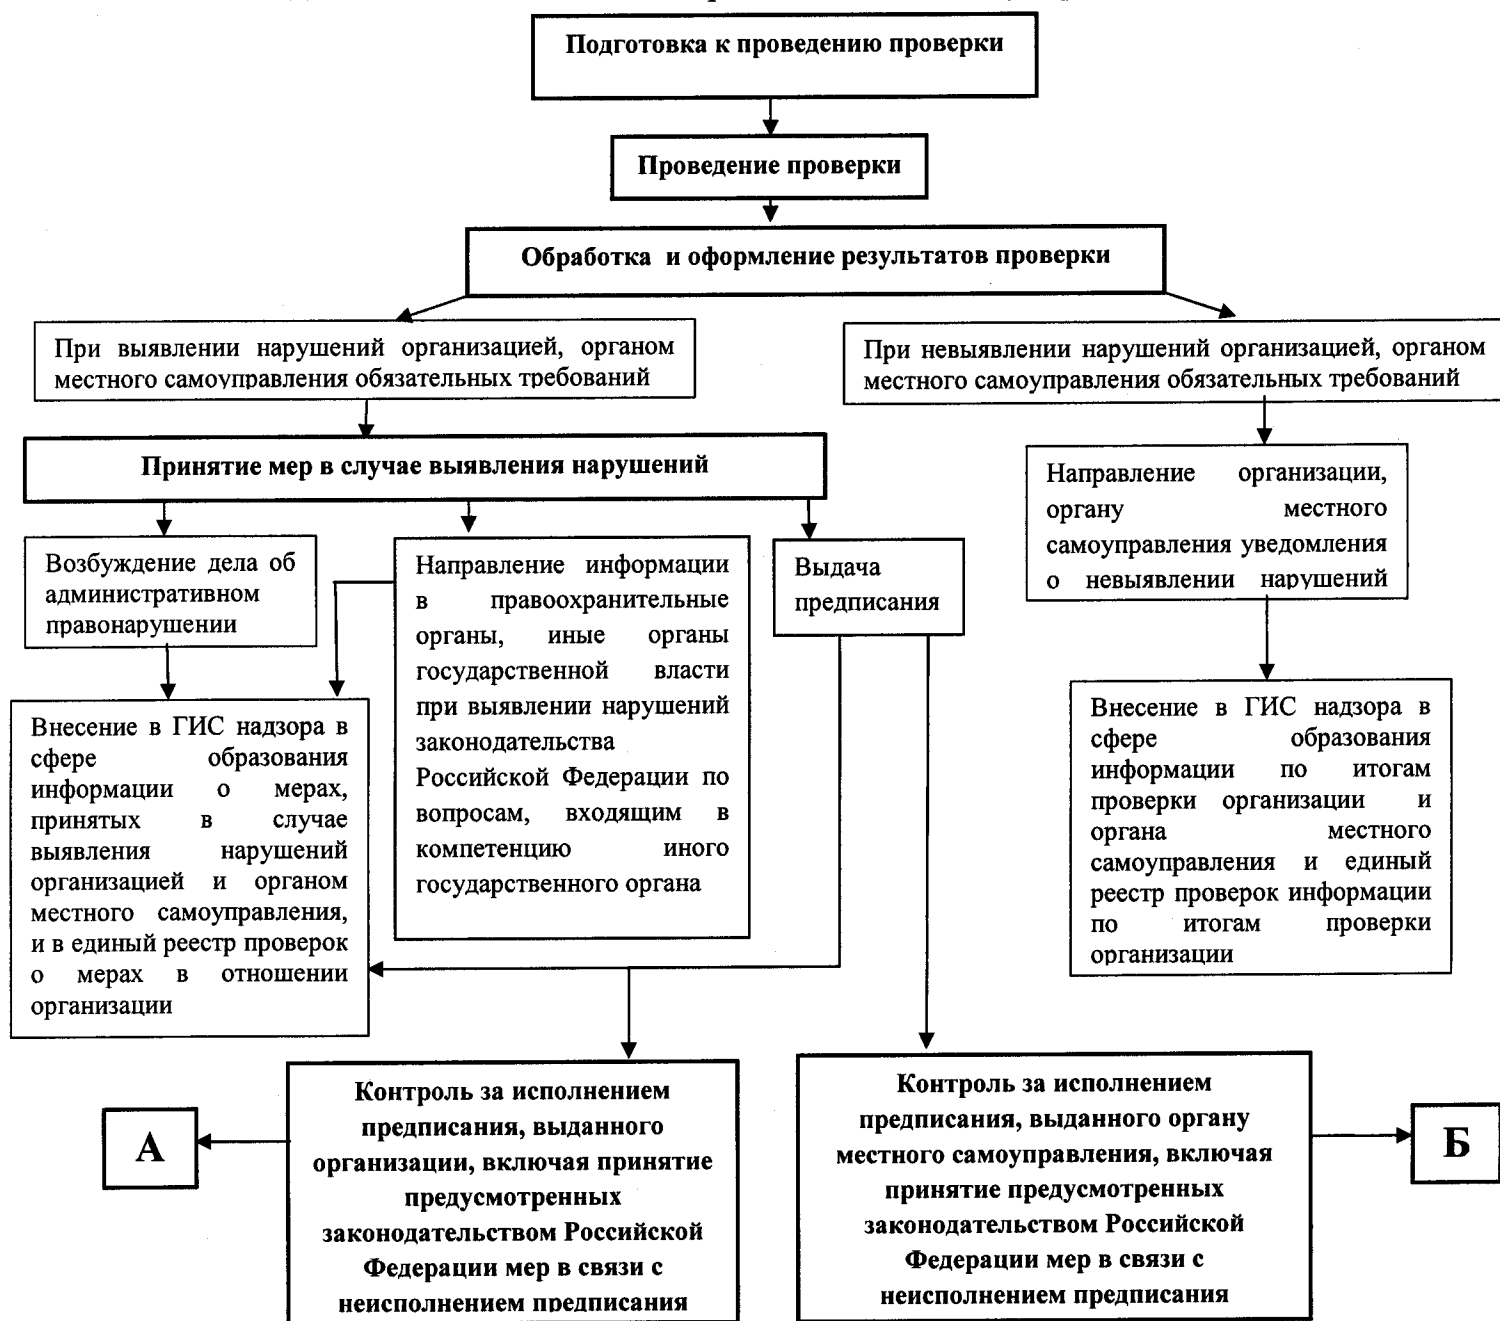 Подготовка к проведению проверки
Проведение проверки
Обработка и оформление результатов проверки
При выявлении нарушений организацией, органом
местного самоуправления обязательных требований
При невыявлении нарушений организацией, органом
местного самоуправления обязательных требований
Принятие мер в случае выявления нарушений
Направление организации,
органу местного
самоуправления уведомления
о невыявлении нарушений
Возбуждение дела об
административном
правонарушении
Направление информации
в правоохранительные
органы, иные органы
государственной власти
при выявлении нарушений
законодательства
Российской Федерации по
вопросам, входящим в
компетенцию иного
государственного органа
Выдача
предписания
Внесение в ГИС надзора в
сфере образования
информации о мерах,
принятых в случае
выявления нарушений
организацией и органом
местного самоуправления,
и в единый реестр проверок
о мерах в отношении
организации
Внесение в ГИС надзора в
сфере образования
информации по итогам
проверки организации и
органа местного
самоуправления и единый
реестр проверок информации
по итогам проверки
организации
А
Контроль за исполнением
предписания, выданного
организации, включая принятие
предусмотренных
законодательством Российской
Федерации мер в связи с
неисполнением предписания
Контроль за исполнением
предписания, выданного органу
местного самоуправления, включая
принятие предусмотренных
законодательством Российской
Федерации мер в связи с
неисполнением предписания
Б